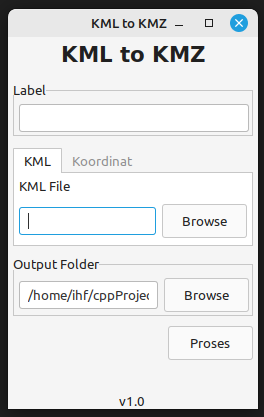 KML to KMZ
KML to KMZ
Label
KML Koordinat
KML File
Browse
Output Folder
/home/ihf/cppProjec Browse
Proses
v1.0